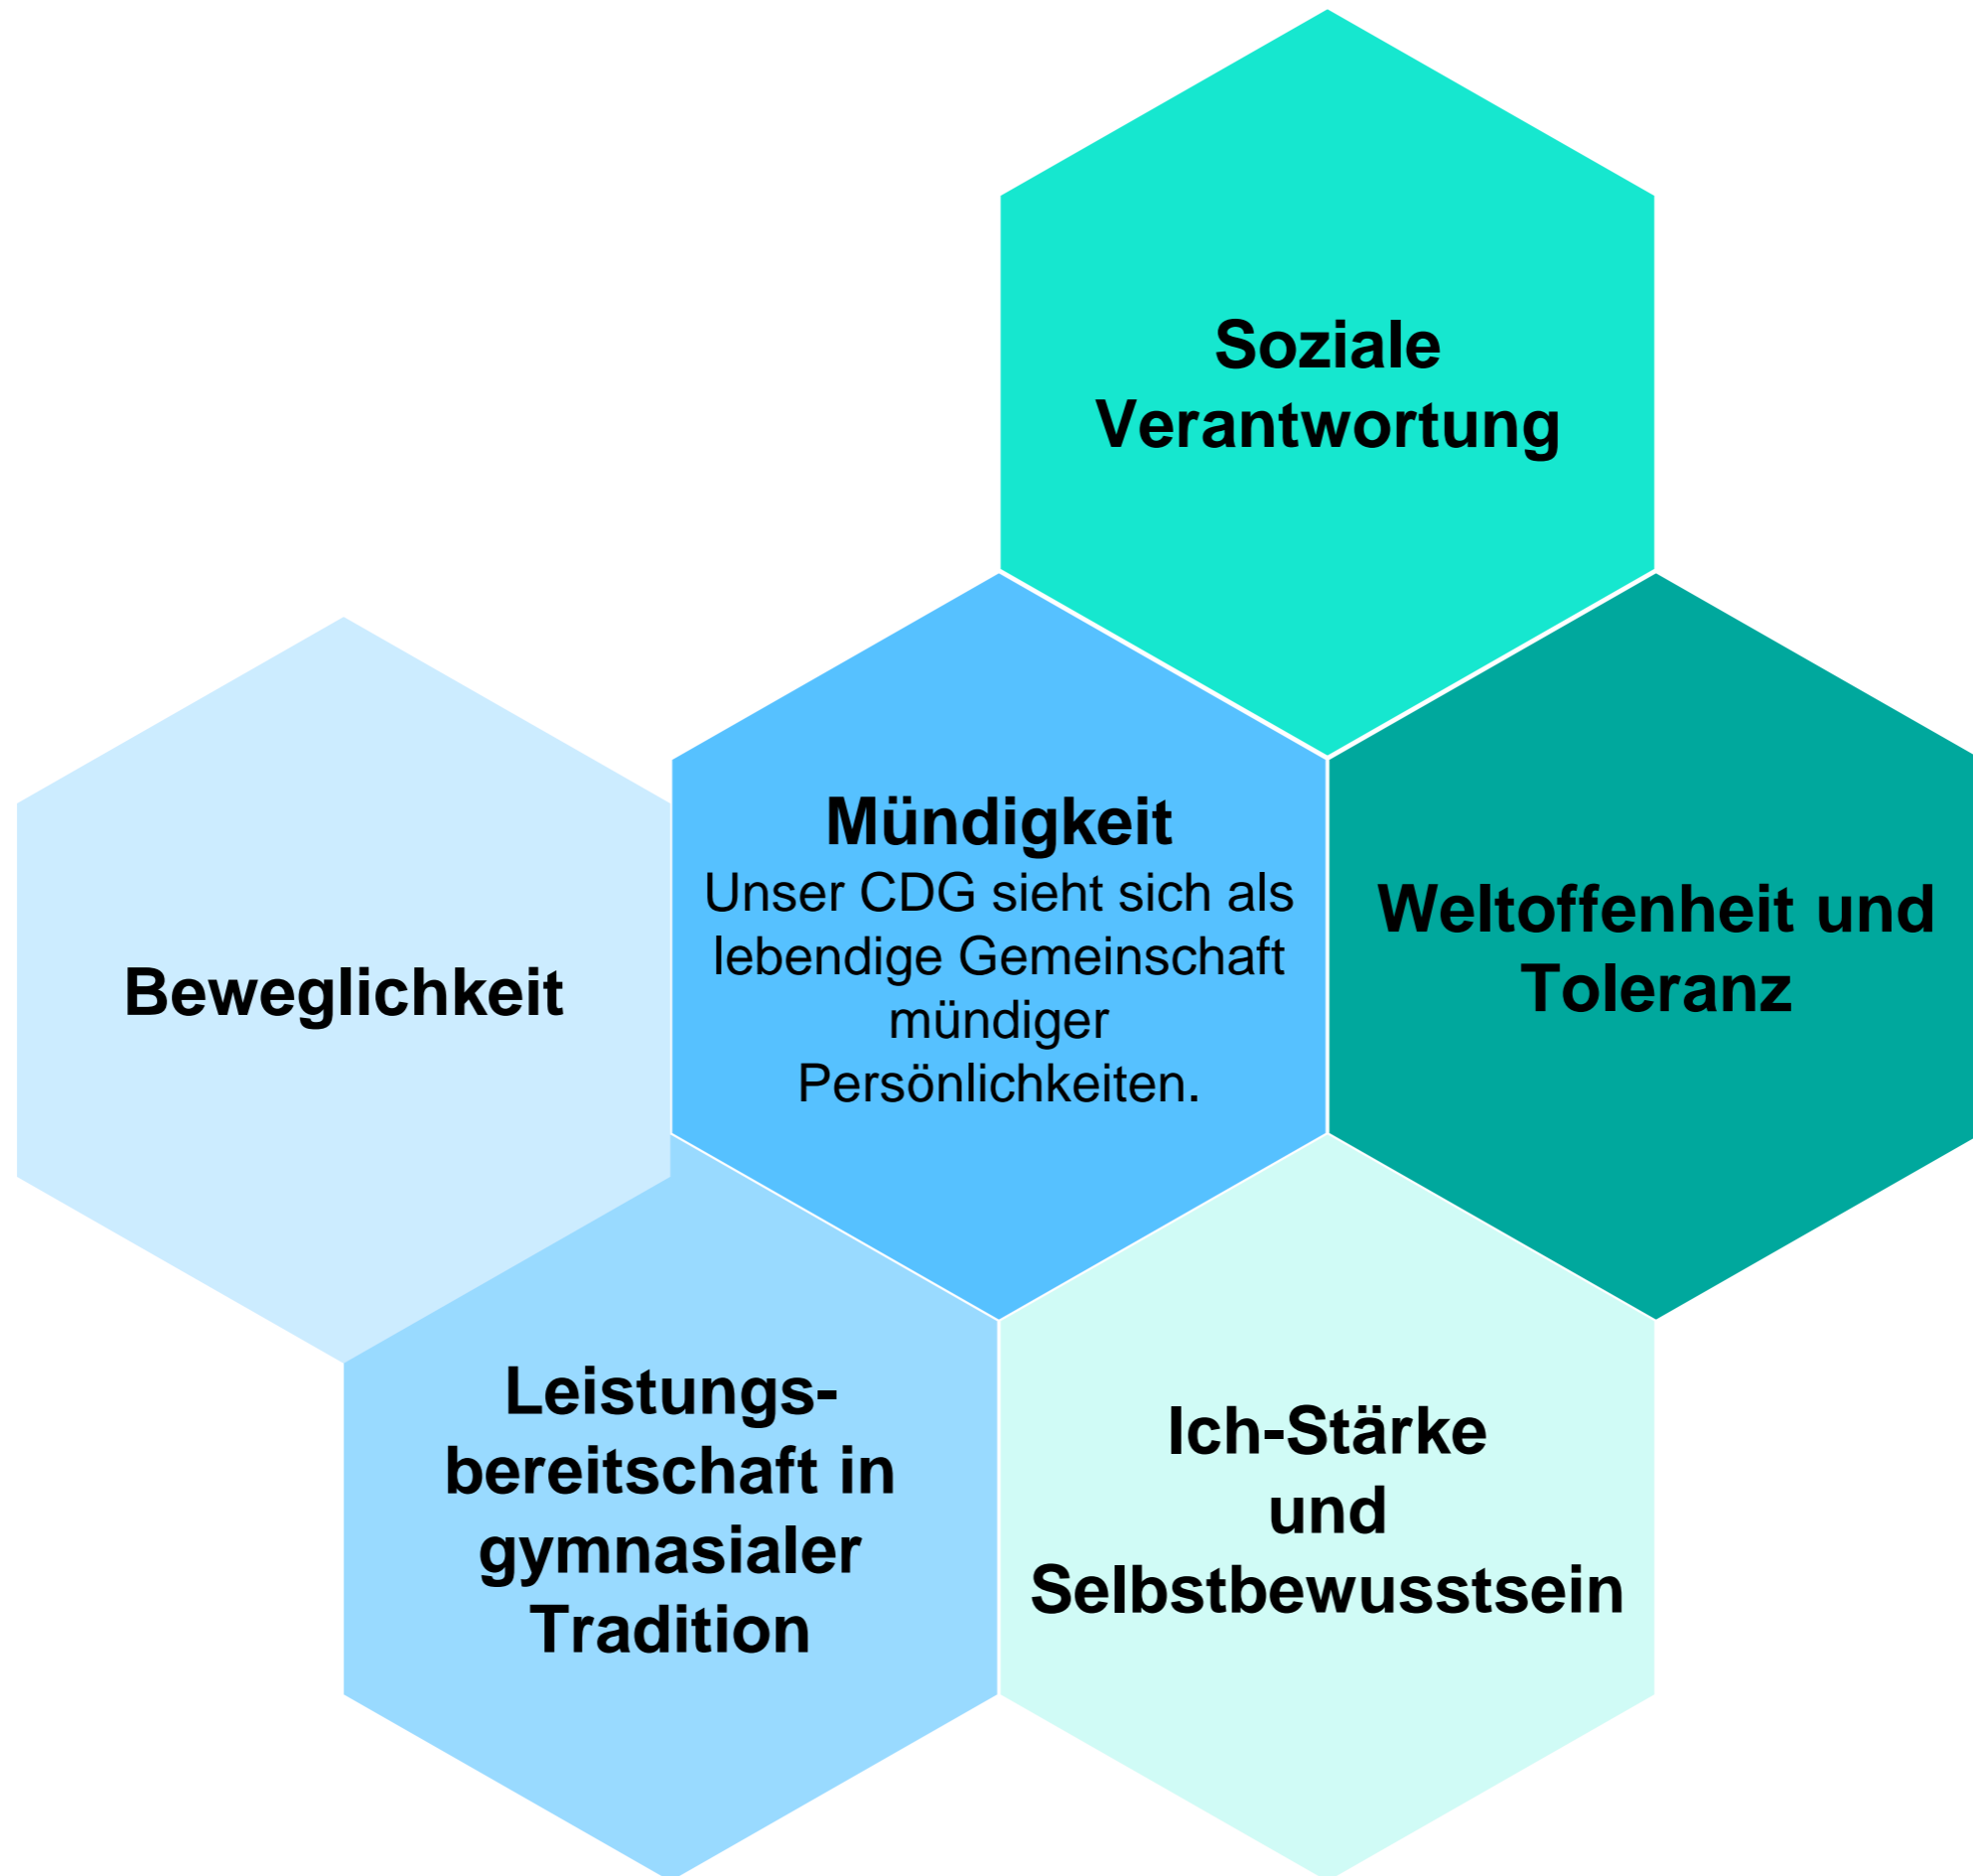 Soziale
Verantwortung
Mündigkeit
Unser CDG sieht sich als
lebendige Gemeinschaft
mündiger
Persönlichkeiten.
Weltoffenheit und
Toleranz
Beweglichkeit
Leistungs-
bereitschaft in
gymnasialer
Tradition
Ich-Stärke
und
Selbstbewusstsein